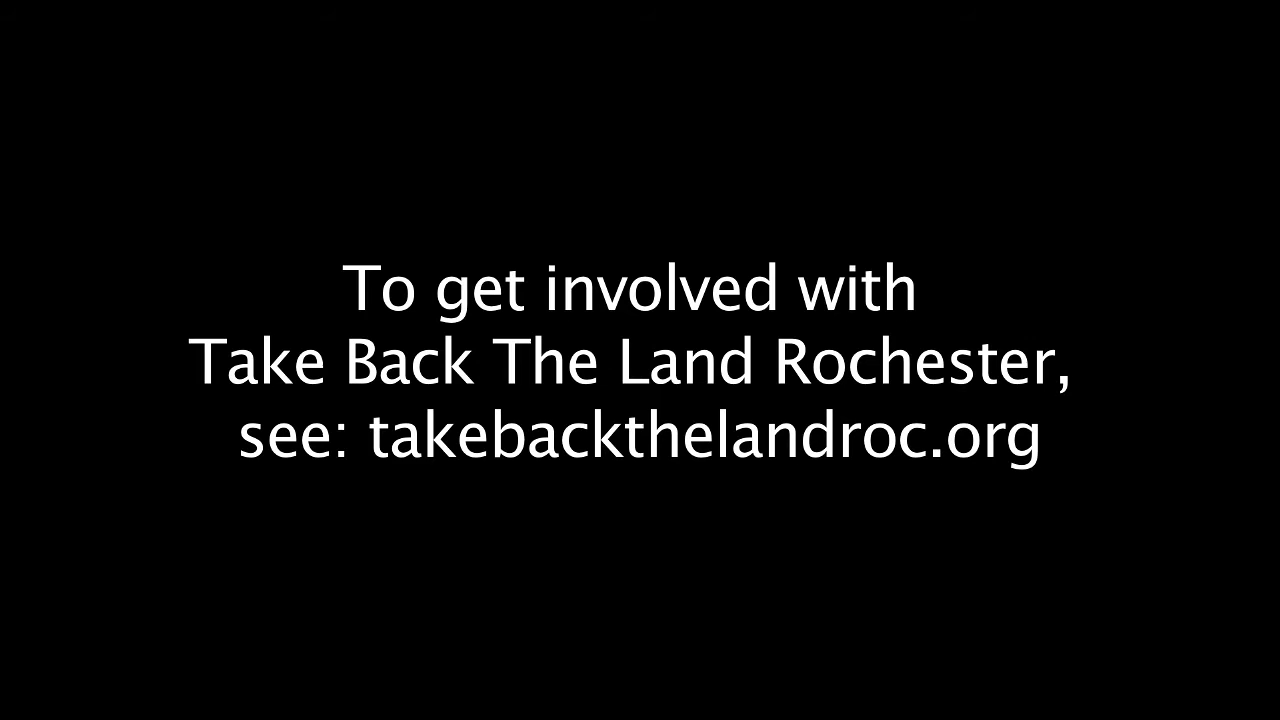 To get involved with
Take Back The Land Rochester,
see: takebackthelandroc.org